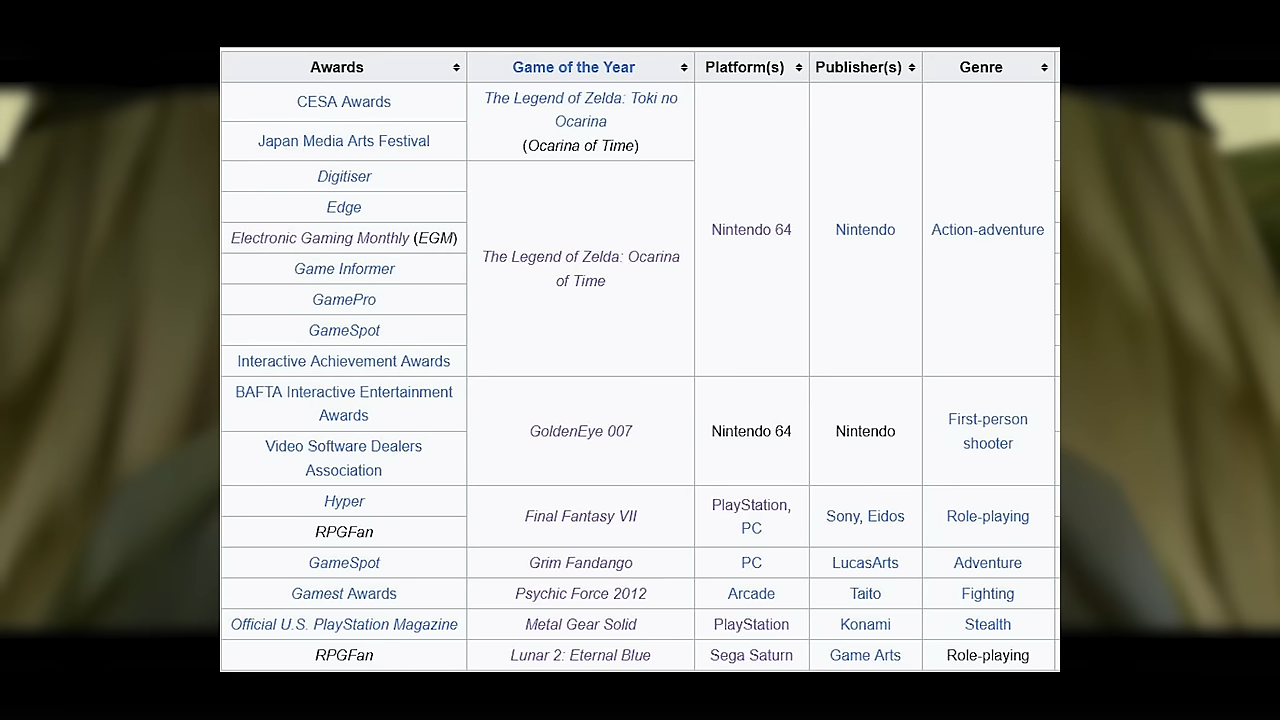 Awards Game of the Year Platform(s) Publisher(s) Genre
CESA Awards
The Legend of Zelda: Toki no
Ocarina
(Ocarina of Time)
Japan Media Arts Festival
Digitiser
Edge
Electronic Gaming Monthly (EGM)
Game Informer
GamePro
GameSpot
Interactive Achievement Awards
The Legend of Zelda: Ocarina
of Time
Nintendo 64
Nintendo
Action-adventure
BAFTA Interactive Entertainment
Awards
Video Software Dealers
Association
GoldenEye 007
Nintendo 64
Nintendo
First-person
shooter
Hyper
RPGFan
Final Fantasy VII
PlayStation,
PC
Sony, Eidos
Role-playing
GameSpot Grim Fandango PC LucasArts Adventure
Gamest Awards Psychic Force 2012 Arcade Taito Fighting
Official U.S. PlayStation Magazine Metal Gear Solid PlayStation Konami Stealth
RPGFan Lunar 2: Eternal Blue Sega Saturn Game Arts Role-playing